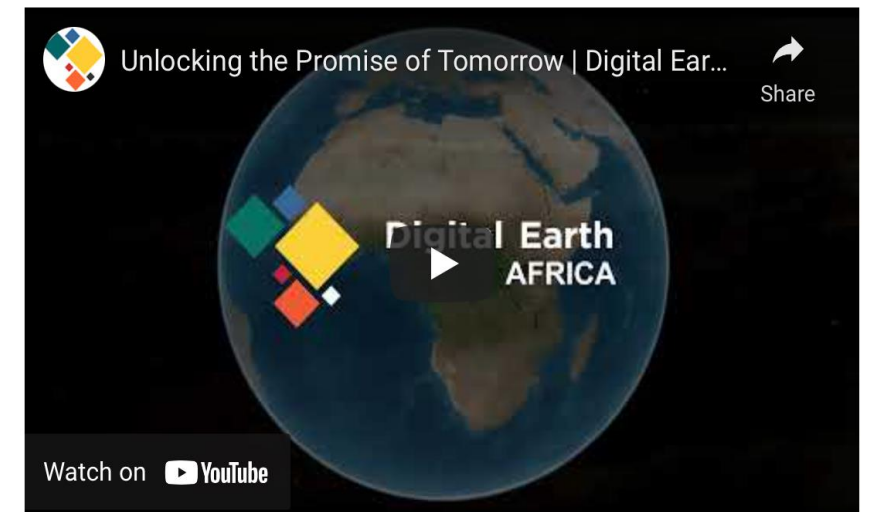 Unlocking the Promise of Tomorrow | Digital Ear...
Share
Digital Earth
AFRICA
Watch on YouTube